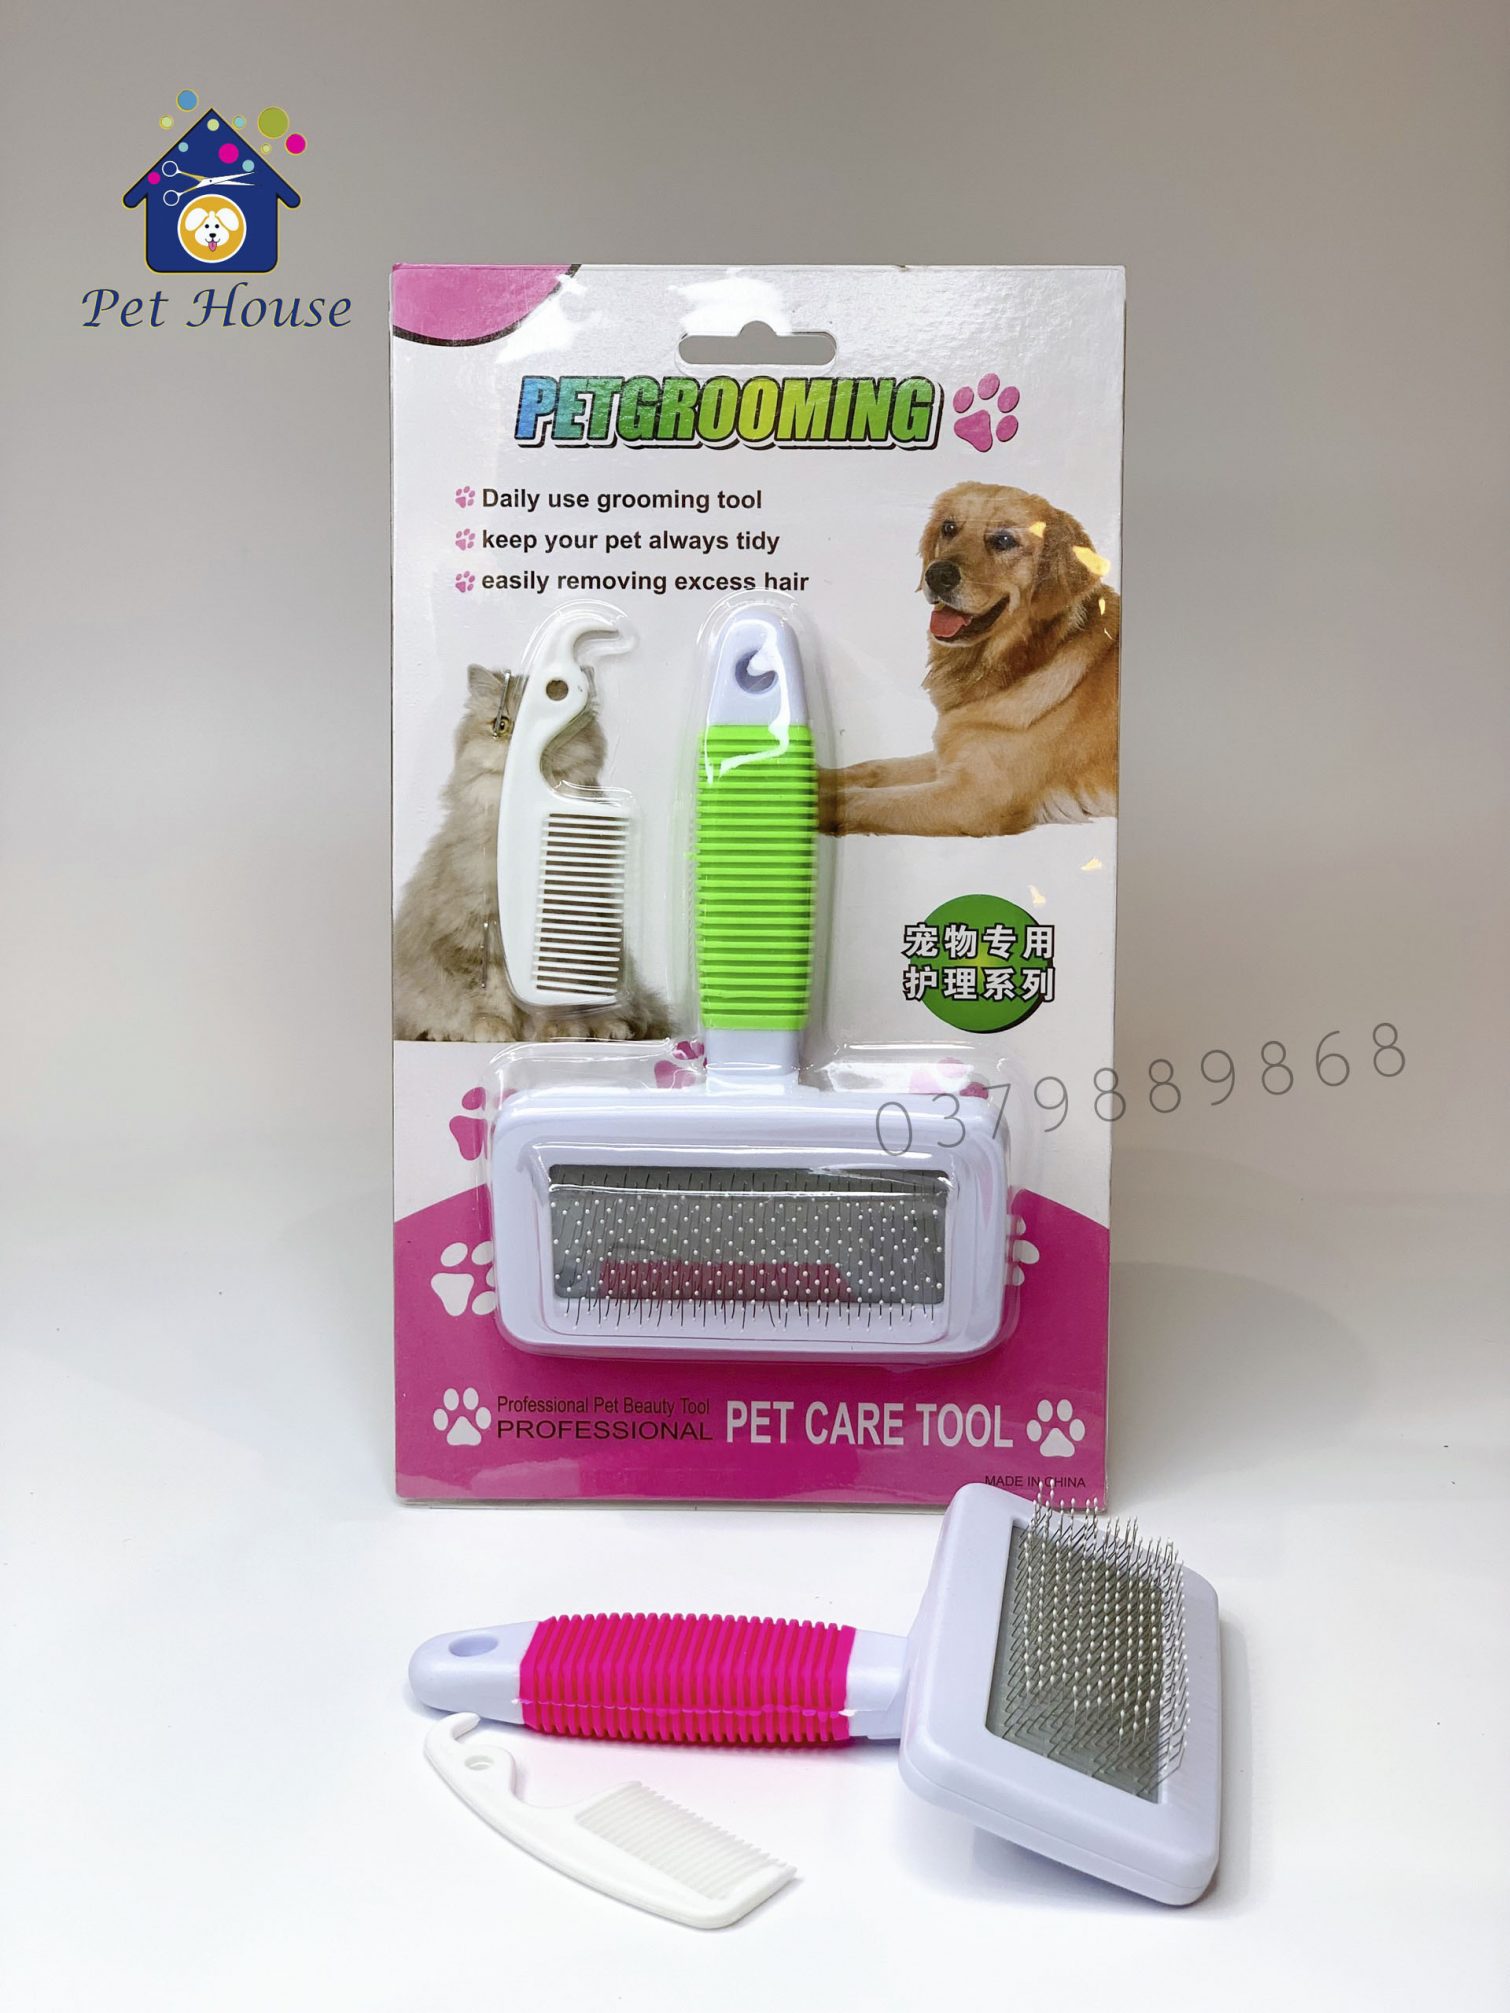 Pet House
PETGROOMING
Daily use grooming tool
keep your pet always tidy
easily removing excess hair
宠物专用
护理系列
0379889868
Professional Pet Beauty Tool
PROFESSIONAL
PET CARE TOOL
MADE IN CHINA